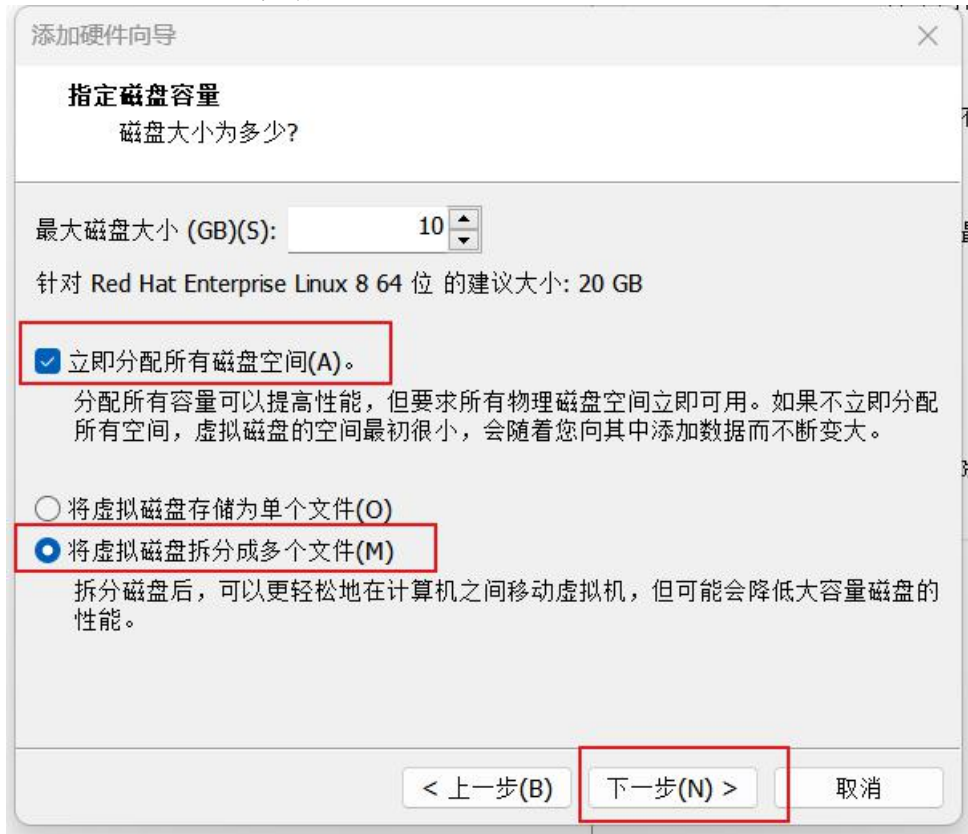 添加硬件向导
指定磁盘容量
磁盘大小为多少?
最大磁盘大小 (GB)(S): 10
针对 Red Hat Enterprise Linux 8 64 位 的建议大小: 20 GB
立即分配所有磁盘空间(A)。
分配所有容量可以提高性能，但要求所有物理磁盘空间立即可用。如果不立即分配
所有空间，虚拟磁盘的空间最初很小，会随着您向其中添加数据而不断变大。
将虚拟磁盘存储为单个文件(O)
将虚拟磁盘拆分成多个文件(M)
拆分磁盘后，可以更轻松地在计算机之间移动虚拟机，但可能会降低大容量磁盘的
性能。
< 上一步(B) 下一步(N) > 取消